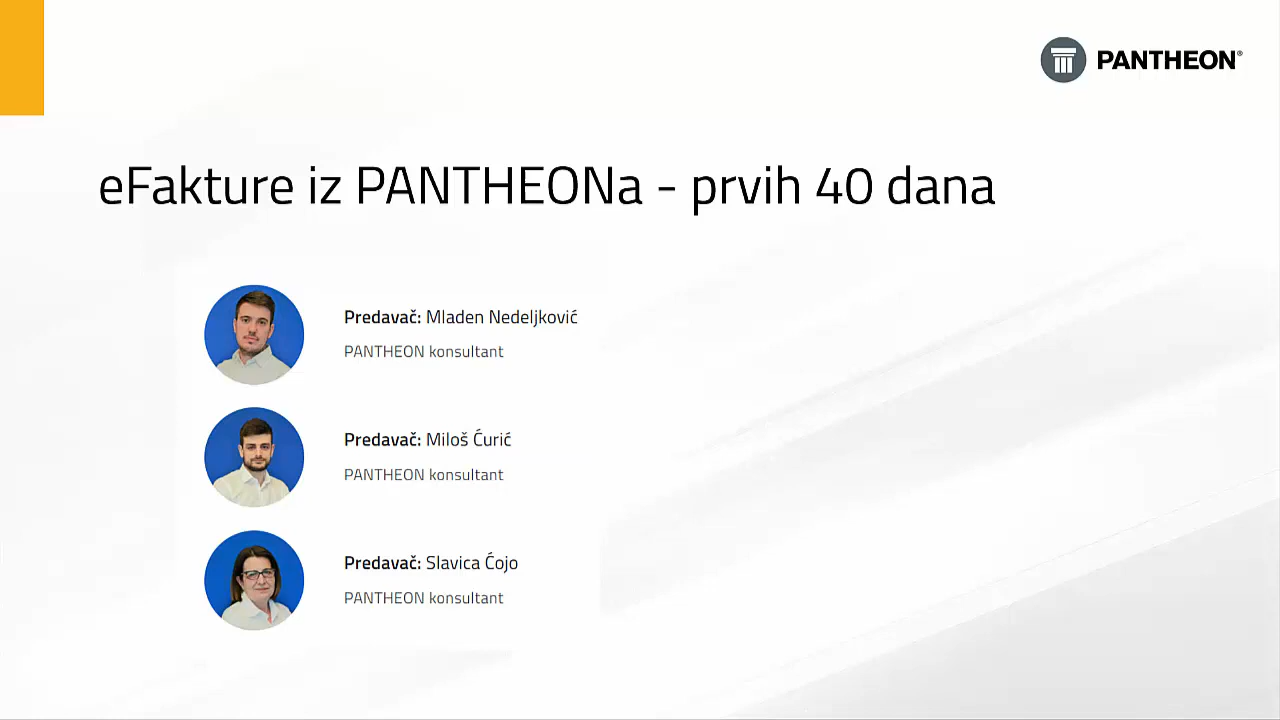 PANTHEON®
eFakture iz PANTHEONa - prvih 40 dana
Predavač: Mladen Nedeljković
PANTHEON konsultant
Predavač: Miloš Ćurić
PANTHEON konsultant
Predavač: Slavica Ćojo
PANTHEON konsultant